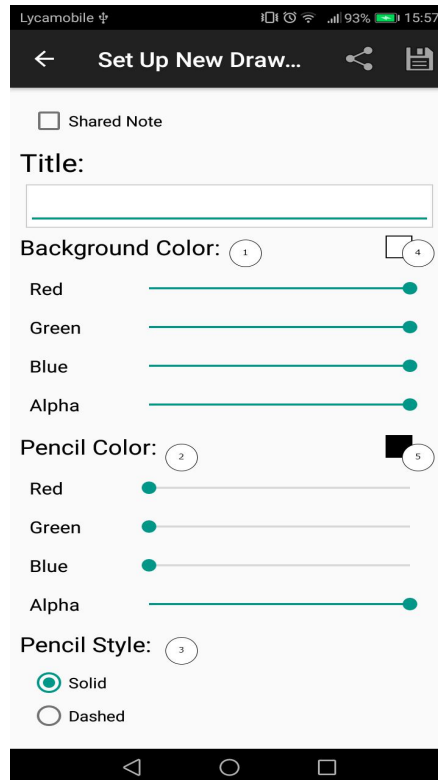 Lycamobile 93% 15:57
Set Up New Draw...
Shared Note
Title:
Background Color: 1 4
Red
Green
Blue
Alpha
Pencil Color: 2 5
Red
Green
Blue
Alpha
Pencil Style: 3
Solid
Dashed